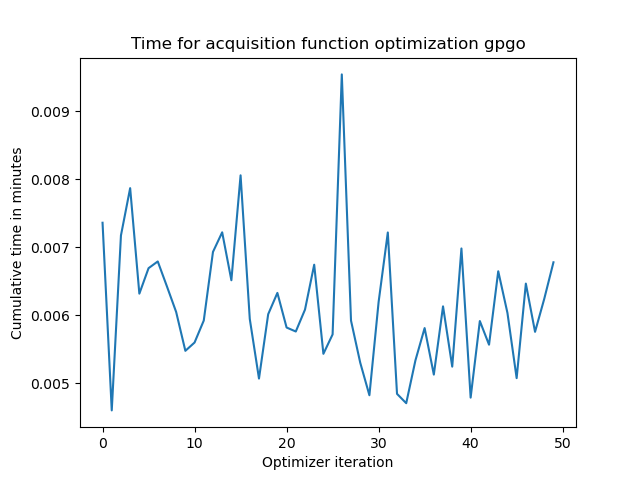 Time for acquisition function optimization gpgo
Cumulative time in minutes
0.009
0.008
0.007
0.006
0.005
0 10 20 30 40 50
Optimizer iteration